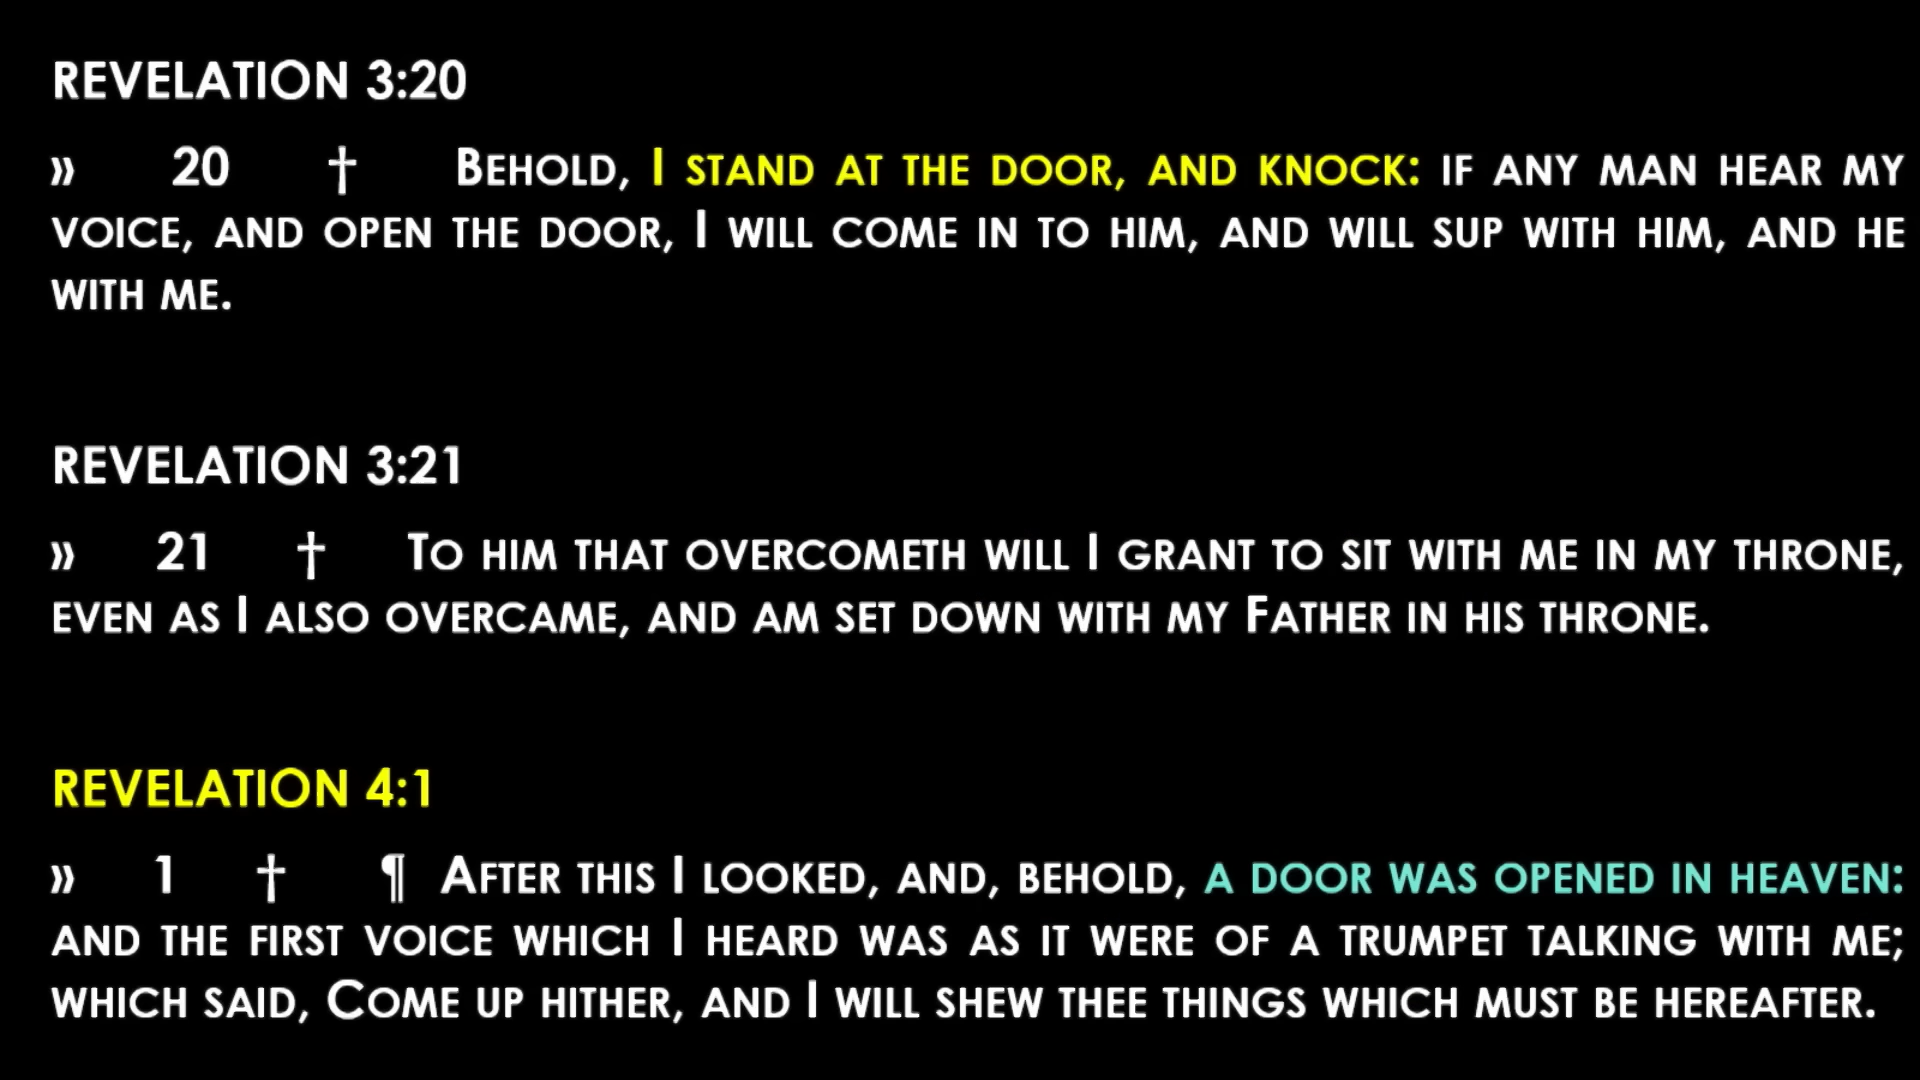 REVELATION 3:20
» 20 † BEHOLD, I STAND AT THE DOOR, AND KNOCK: IF ANY MAN HEAR MY
VOICE, AND OPEN THE DOOR, I WILL COME IN TO HIM, AND WILL SUP WITH HIM, AND HE
WITH ME.
REVELATION 3:21
» 21 † TO HIM THAT OVERCOMETH WILL I GRANT TO SIT WITH ME IN MY THRONE,
EVEN AS I ALSO OVERCAME, AND AM SET DOWN WITH MY FATHER IN HIS THRONE.
REVELATION 4:1
» 1 † ¶ AFTER THIS I LOOKED, AND, BEHOLD, A DOOR WAS OPENED IN HEAVEN:
AND THE FIRST VOICE WHICH I HEARD WAS AS IT WERE OF A TRUMPET TALKING WITH ME;
WHICH SAID, COME UP HITHER, AND I WILL SHEW THEE THINGS WHICH MUST BE HEREAFTER.